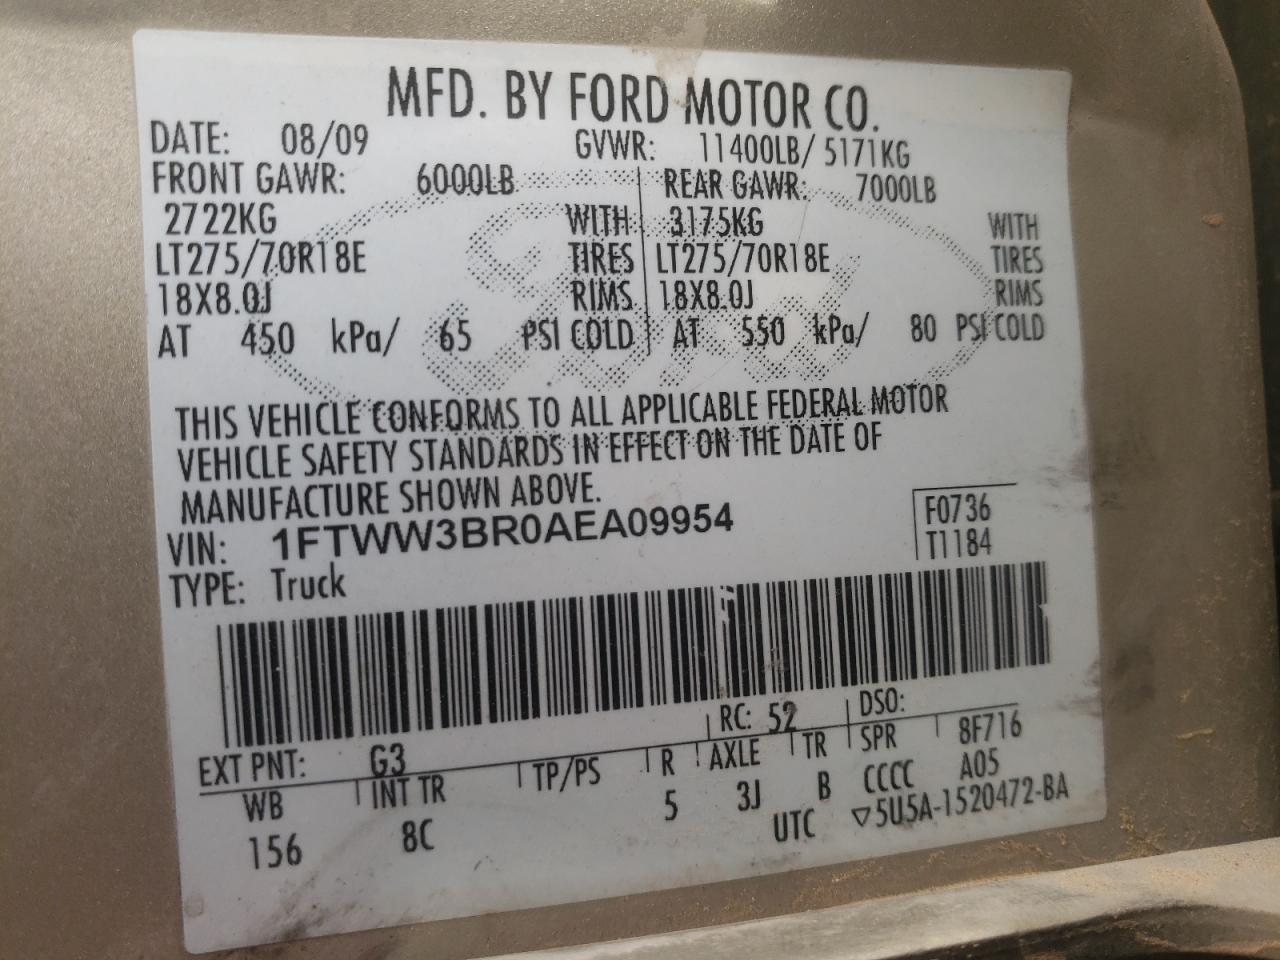 MFD. BY FORD MOTOR CO.
DATE: 08/09 GVWR: 11400LB/ 5171KG
FRONT GAWR: 6000LB REAR GAWR: 7000LB
2722KG WITH 3175KG WITH
LT275/70R18E TIRES LT275/70R18E TIRES
18X8.0J RIMS 18X8.0J RIMS
AT 450 kPa/ 65 PSI COLD AT 550 kPa/ 80 PSI COLD
Ford
THIS VEHICLE CONFORMS TO ALL APPLICABLE FEDERAL MOTOR
VEHICLE SAFETY STANDARDS IN EFFECT ON THE DATE OF
MANUFACTURE SHOWN ABOVE.
VIN: 1FTWW3BR0AEA09954 F0736
TYPE: Truck T1184
RC: 52 DSO:
EXT PNT: G3
WB INT TR TP/PS R AXLE TR SPR 8F716
156 8C 5 3J B CCCC A05
UTC ▽5U5A-1520472-BA